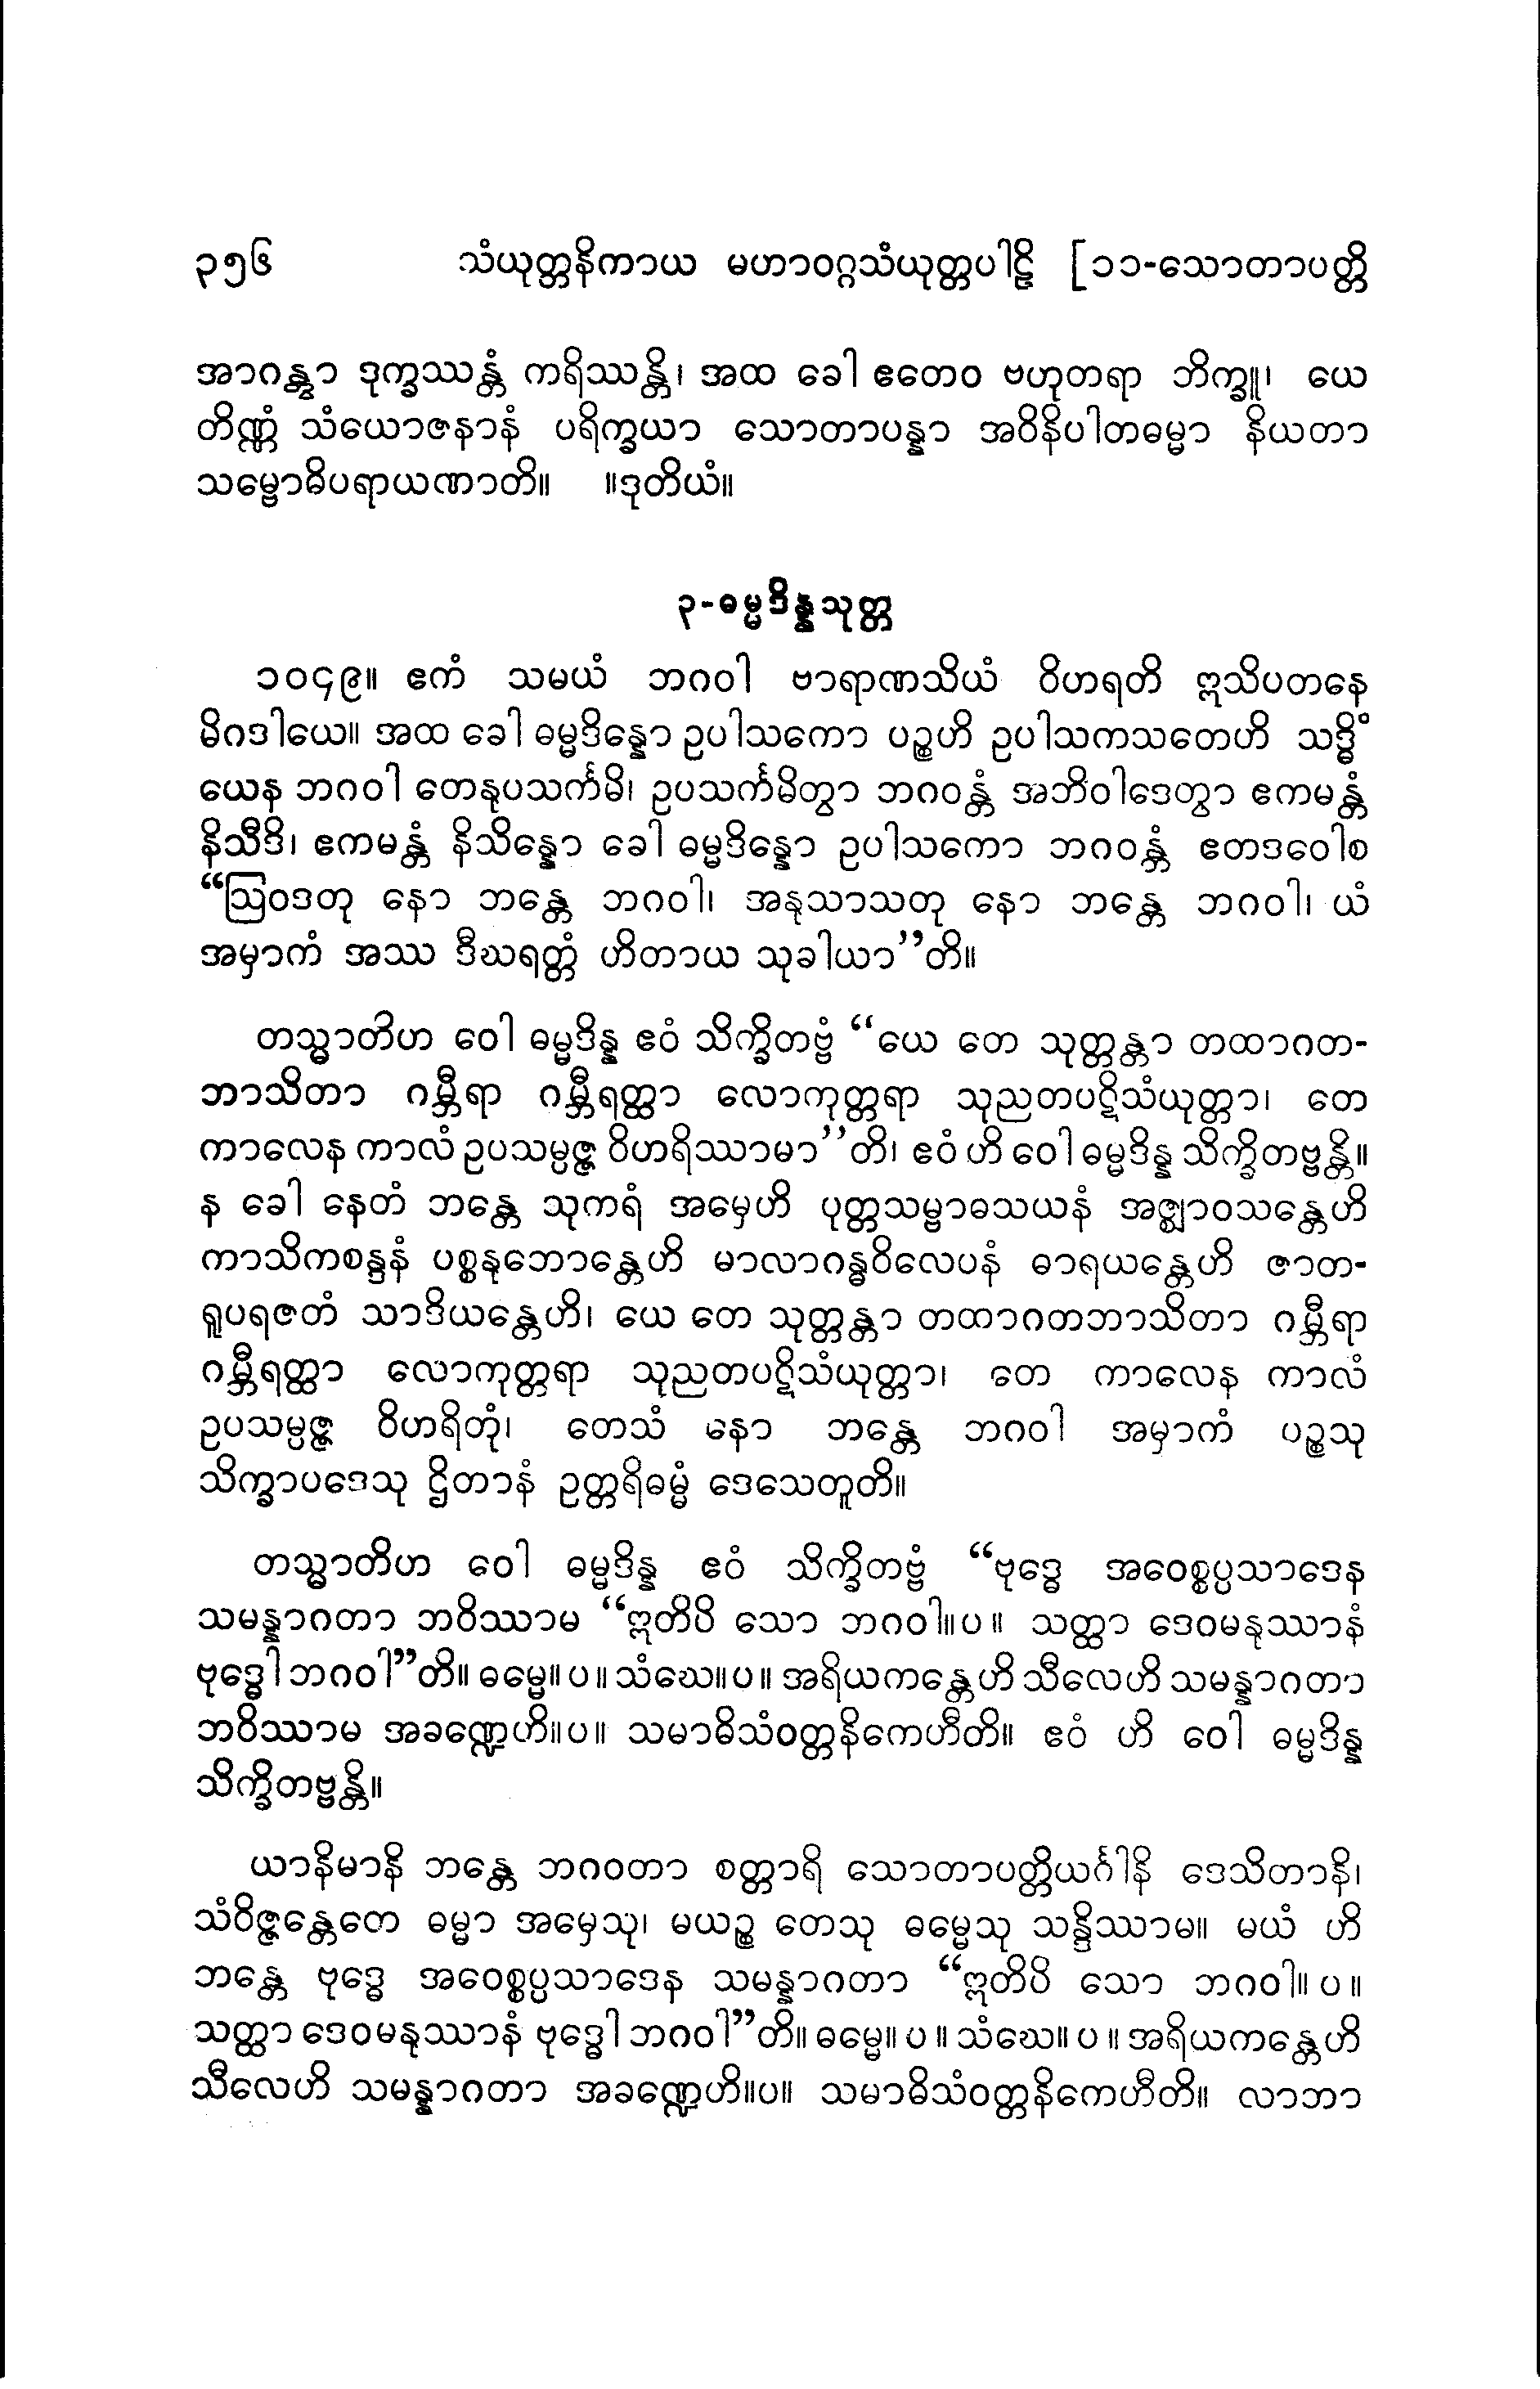 ၃၅၆ သံယုတ္တနိကာယ မဟာဝဂ္ဂသံယုတ္တပါဠိ [၁၁-သောတာပတ္တိ
အာဂန္တွာ ဒုက္ခဿန္တံ ကရိဿန္တိ၊ အထ ခေါ ဧတေဝ ဗဟုတရာ ဘိက္ခူ၊ ယေ
တိဏ္ဏံ သံယောဇနာနံ ပရိက္ခယာ သောတာပန္နာ အဝိနိပါတဓမ္မာ နိယတာ
သမ္ဗောဓိပရာယဏာတိ။ ။ဒုတိယံ။
၃-ဓမ္မဒိန္နသုတ္တ
၁၀၄၉။ ဧကံ သမယံ ဘဂဝါ ဗာရာဏသိယံ ဝိဟရတိ ဣသိပတနေ
မိဂဒါယေ။ အထ ခေါ ဓမ္မဒိန္နော ဥပါသကော ပဉ္စဟိ ဥပါသကသတေဟိ သဒ္ဓိံ
ယေန ဘဂဝါ တေနုပသင်္ကမိ၊ ဥပသင်္ကမိတွာ ဘဂဝန္တံ အဘိဝါဒေတွာ ဧကမန္တံ
နိသီဒိ၊ ဧကမန္တံ နိသိန္နော ခေါ ဓမ္မဒိန္နော ဥပါသကော ဘဂဝန္တံ ဧတဒဝေါစ
“ဩဝဒတု နော ဘန္တေ ဘဂဝါ၊ အနုသာသတု နော ဘန္တေ ဘဂဝါ၊ ယံ
အမှာကံ အဿ ဒီဃရတ္တံ ဟိတာယ သုခါယာ”တိ။
တသ္မာတိဟ ဝေါ ဓမ္မဒိန္န ဧဝံ သိက္ခိတဗ္ဗံ “ယေ တေ သုတ္တန္တာ တထာဂတ-
ဘာသိတာ ဂမ္ဘီရာ ဂမ္ဘီရတ္ထာ လောကုတ္တရာ သုညတပဋိသံယုတ္တာ၊ တေ
ကာလေန ကာလံ ဥပသမ္ပဇ္ဇ ဝိဟရိဿာမာ”တိ၊ ဧဝံ ဟိ ဝေါ ဓမ္မဒိန္န သိက္ခိတဗ္ဗန္တိ။
န ခေါ နေတံ ဘန္တေ သုကရံ အမှေဟိ ပုတ္တသမ္ဗာဓသယနံ အဇ္ဈာဝသန္တေဟိ
ကာသိကစန္ဒနံ ပစ္စနုဘောန္တေဟိ မာလာဂန္ဓဝိလေပနံ ဓာရယန္တေဟိ ဇာတ-
ရူပရဇတံ သာဒိယန္တေဟိ၊ ယေ တေ သုတ္တန္တာ တထာဂတဘာသိတာ ဂမ္ဘီရာ
ဂမ္ဘီရတ္ထာ လောကုတ္တရာ သုညတပဋိသံယုတ္တာ၊ တေ ကာလေန ကာလံ
ဥပသမ္ပဇ္ဇ ဝိဟရိတုံ၊ တေသံ နော ဘန္တေ ဘဂဝါ အမှာကံ ပဉ္စသု
သိက္ခာပဒေသု ဌိတာနံ ဥတ္တရိဓမ္မံ ဒေသေတူတိ။
တသ္မာတိဟ ဝေါ ဓမ္မဒိန္န ဧဝံ သိက္ခိတဗ္ဗံ “ဗုဒ္ဓေ အဝေစ္စပ္ပသာဒေန
သမန္နာဂတာ ဘဝိဿာမ “ဣတိပိ သော ဘဂဝါ။ပ။ သတ္ထာ ဒေဝမနုဿာနံ
ဗုဒ္ဓေါ ဘဂဝါ”တိ။ ဓမ္မေ။ပ။ သံဃေ။ပ။ အရိယကန္တေဟိ သီလေဟိ သမန္နာဂတာ
ဘဝိဿာမ အခဏ္ဍေဟိ။ပ။ သမာဓိသံဝတ္တနိကေဟီတိ။ ဧဝံ ဟိ ဝေါ ဓမ္မဒိန္န
သိက္ခိတဗ္ဗန္တိ။
ယာနိမာနိ ဘန္တေ ဘဂဝတာ စတ္တာရိ သောတာပတ္တိယင်္ဂါနိ ဒေသိတာနိ၊
သံဝိဇ္ဇန္တေတေ ဓမ္မာ အမှေသု၊ မယဉ္စ တေသု ဓမ္မေသု သန္ဒိဿာမ။ မယံ ဟိ
ဘန္တေ ဗုဒ္ဓေ အဝေစ္စပ္ပသာဒေန သမန္နာဂတာ “ဣတိပိ သော ဘဂဝါ။ ပ ။
သတ္ထာ ဒေဝမနုဿာနံ ဗုဒ္ဓေါ ဘဂဝါ”တိ။ ဓမ္မေ။ ပ ။ သံဃေ။ ပ ။ အရိယကန္တေဟိ
သီလေဟိ သမန္နာဂတာ အခဏ္ဍေဟိ။ပ။ သမာဓိသံဝတ္တနိကေဟီတိ။ လာဘာ